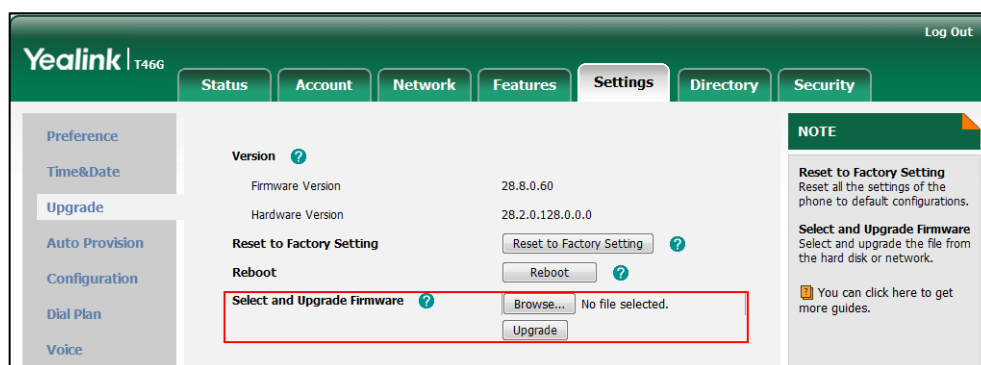 Log Out
Yealink T46G
Status Account Network Features Settings Directory Security
Preference
Time&Date
Upgrade
Auto Provision
Configuration
Dial Plan
Voice
Version ?
Firmware Version 28.8.0.60
Hardware Version 28.2.0.128.0.0.0
Reset to Factory Setting Reset to Factory Setting ?
Reboot Reboot ?
Select and Upgrade Firmware ? Browse... No file selected.
Upgrade
NOTE
Reset to Factory Setting
Reset all the settings of the
phone to default configurations.
Select and Upgrade Firmware
Select and upgrade the file from
the hard disk or network.
? You can click here to get
more guides.